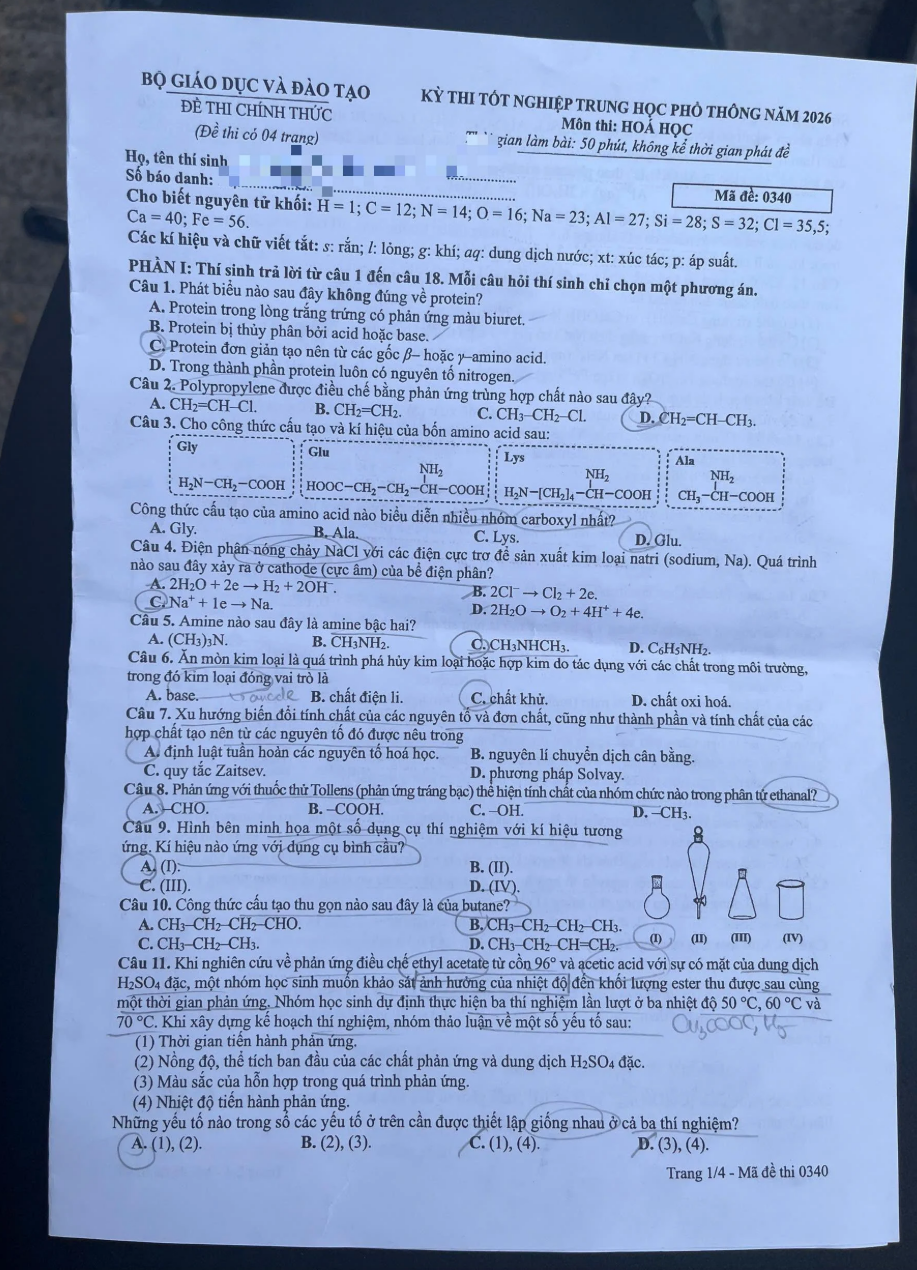 BỘ GIÁO DỤC VÀ ĐÀO TẠO
ĐỀ THI CHÍNH THỨC
(Đề thi có 04 trang)
KỲ THI TỐT NGHIỆP TRUNG HỌC PHỔ THÔNG NĂM 2026
Môn thi: HOÁ HỌC
gian làm bài: 50 phút, không kể thời gian phát đề
Họ, tên thí sinh
Số báo danh:
Mã đề: 0340
Cho biết nguyên tử khối: H = 1; C = 12; N = 14; O = 16; Na = 23; Al = 27; Si = 28; S = 32; Cl = 35,5;
Ca = 40; Fe = 56.
Các kí hiệu và chữ viết tắt: s: rắn; l: lỏng; g: khí; aq: dung dịch nước; xt: xúc tác; p: áp suất.
PHẦN I: Thí sinh trả lời từ câu 1 đến câu 18. Mỗi câu hỏi thí sinh chỉ chọn một phương án.
Câu 1. Phát biểu nào sau đây không đúng về protein?
A. Protein trong lòng trắng trứng có phản ứng màu biuret.
B. Protein bị thủy phân bởi acid hoặc base.
C. Protein đơn giản tạo nên từ các gốc β– hoặc γ–amino acid.
D. Trong thành phần protein luôn có nguyên tố nitrogen.
Câu 2. Polypropylene được điều chế bằng phản ứng trùng hợp chất nào sau đây?
A. CH₂=CH–Cl. B. CH₂=CH₂. C. CH₃–CH₂–Cl. D. CH₂=CH–CH₃.
Câu 3. Cho công thức cấu tạo và kí hiệu của bốn amino acid sau:
Gly Glu Lys Ala
NH₂ NH₂ NH₂
H₂N–CH₂–COOH HOOC–CH₂–CH₂–CH–COOH H₂N–[CH₂]₄–CH–COOH CH₃–CH–COOH
Công thức cấu tạo của amino acid nào biểu diễn nhiều nhóm carboxyl nhất?
A. Gly. B. Ala. C. Lys. D. Glu.
Câu 4. Điện phân nóng chảy NaCl với các điện cực trơ để sản xuất kim loại natri (sodium, Na). Quá trình
nào sau đây xảy ra ở cathode (cực âm) của bể điện phân?
A. 2H₂O + 2e → H₂ + 2OH⁻. B. 2Cl⁻ → Cl₂ + 2e.
C. Na⁺ + 1e → Na. D. 2H₂O → O₂ + 4H⁺ + 4e.
Câu 5. Amine nào sau đây là amine bậc hai?
A. (CH₃)₃N. B. CH₃NH₂. C. CH₃NHCH₃. D. C₆H₅NH₂.
Câu 6. Ăn mòn kim loại là quá trình phá hủy kim loại hoặc hợp kim do tác dụng với các chất trong môi trường,
trong đó kim loại đóng vai trò là
A. base. B. chất điện li. C. chất khử. D. chất oxi hoá.
Câu 7. Xu hướng biến đổi tính chất của các nguyên tố và đơn chất, cũng như thành phần và tính chất của các
hợp chất tạo nên từ các nguyên tố đó được nêu trong
A. định luật tuần hoàn các nguyên tố hoá học. B. nguyên lí chuyển dịch cân bằng.
C. quy tắc Zaitsev. D. phương pháp Solvay.
Câu 8. Phản ứng với thuốc thử Tollens (phản ứng tráng bạc) thể hiện tính chất của nhóm chức nào trong phân tử ethanal?
A. –CHO. B. –COOH. C. –OH. D. –CH₃.
Câu 9. Hình bên minh họa một số dụng cụ thí nghiệm với kí hiệu tương
ứng. Kí hiệu nào ứng với dụng cụ bình cầu?
A. (I). B. (II).
C. (III). D. (IV).
(I) (II) (III) (IV)
Câu 10. Công thức cấu tạo thu gọn nào sau đây là của butane?
A. CH₃–CH₂–CH₂–CHO. B. CH₃–CH₂–CH₂–CH₃.
C. CH₃–CH₂–CH₃. D. CH₃–CH₂–CH=CH₂.
Câu 11. Khi nghiên cứu về phản ứng điều chế ethyl acetate từ cồn 96° và acetic acid với sự có mặt của dung dịch
H₂SO₄ đặc, một nhóm học sinh muốn khảo sát ảnh hưởng của nhiệt độ đến khối lượng ester thu được sau cùng
một thời gian phản ứng. Nhóm học sinh dự định thực hiện ba thí nghiệm lần lượt ở ba nhiệt độ 50 °C, 60 °C và
70 °C. Khi xây dựng kế hoạch thí nghiệm, nhóm thảo luận về một số yếu tố sau:
(1) Thời gian tiến hành phản ứng.
(2) Nồng độ, thể tích ban đầu của các chất phản ứng và dung dịch H₂SO₄ đặc.
(3) Màu sắc của hỗn hợp trong quá trình phản ứng.
(4) Nhiệt độ tiến hành phản ứng.
Những yếu tố nào trong số các yếu tố ở trên cần được thiết lập giống nhau ở cả ba thí nghiệm?
A. (1), (2). B. (2), (3). C. (1), (4). D. (3), (4).
Trang 1/4 - Mã đề thi 0340